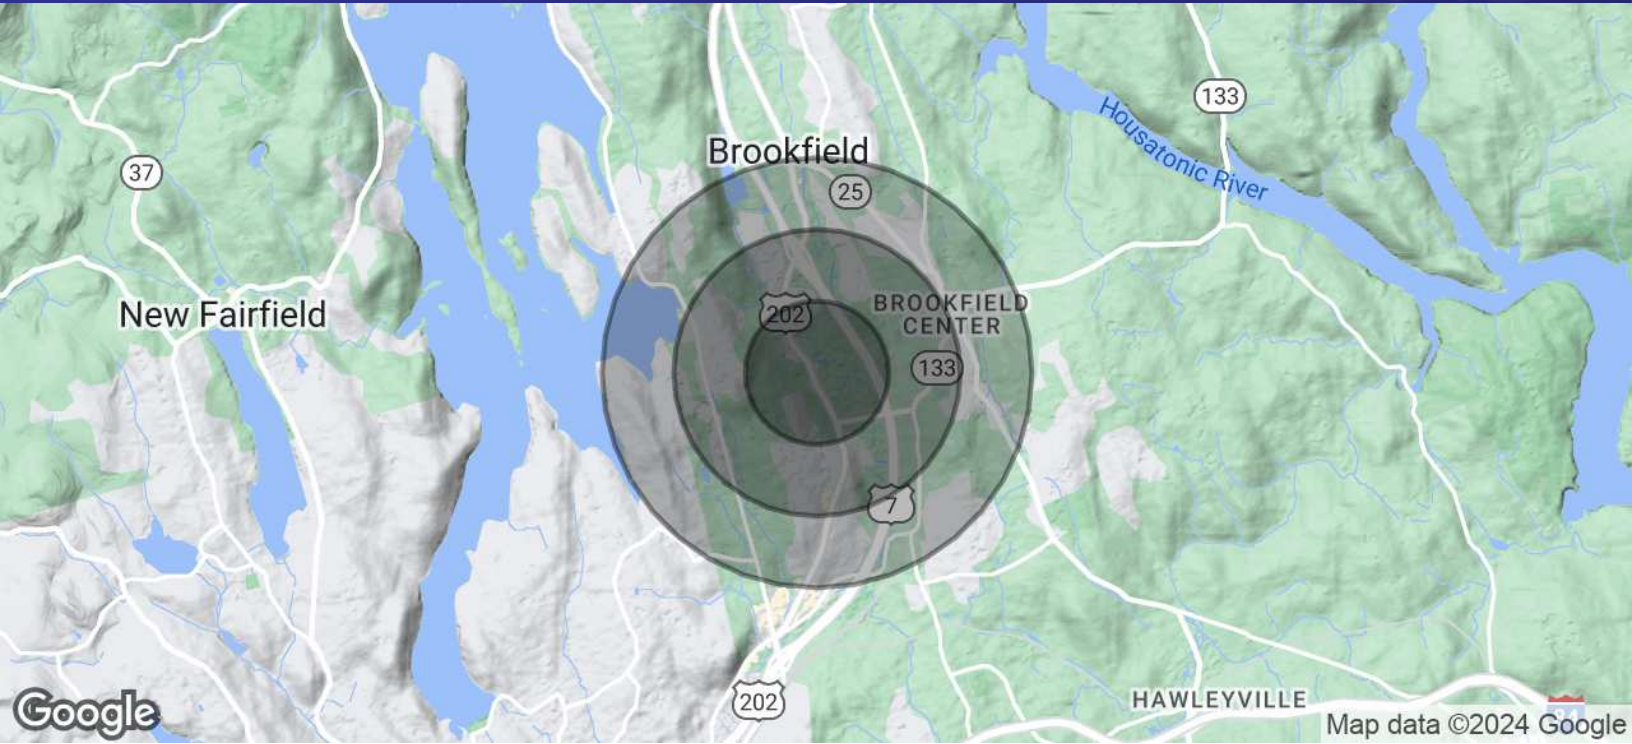 133
Housatonic River
37
Brookfield
25
New Fairfield
202
BROOKFIELD
CENTER
133
7
202
HAWLEYVILLE
84
Google
Map data ©2024 Google